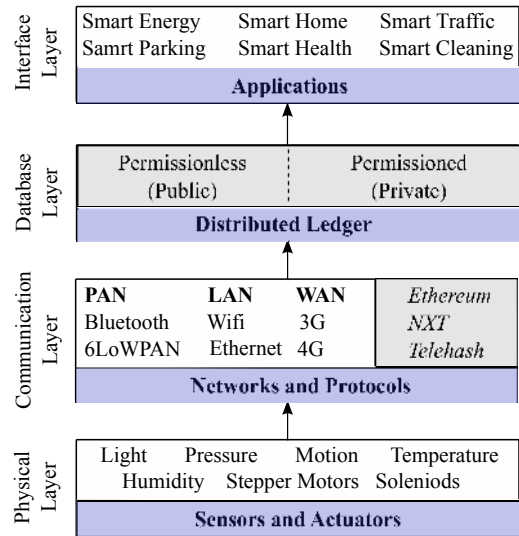 Interface Layer
Smart Energy Smart Home Smart Traffic
Samrt Parking Smart Health Smart Cleaning
Applications
Database Layer
Permissionless Permissioned
(Public) (Private)
Distributed Ledger
Communication Layer
PAN LAN WAN Ethereum
Bluetooth Wifi 3G NXT
6LoWPAN Ethernet 4G Telehash
Networks and Protocols
Physical Layer
Light Pressure Motion Temperature
Humidity Stepper Motors Soleniods
Sensors and Actuators